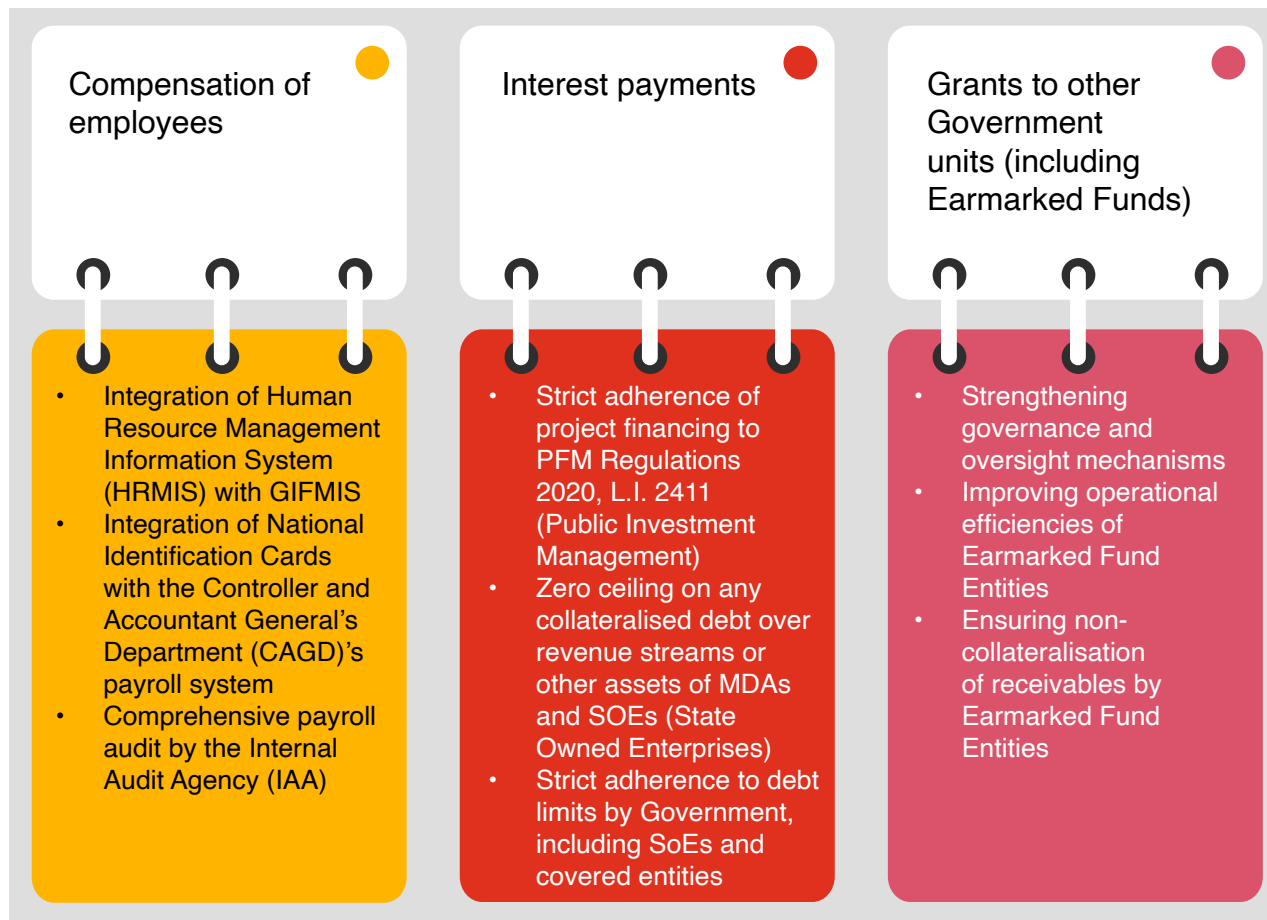 Compensation of
employees
• Integration of Human
Resource Management
Information System
(HRMIS) with GIFMIS
• Integration of National
Identification Cards
with the Controller and
Accountant General’s
Department (CAGD)’s
payroll system
• Comprehensive payroll
audit by the Internal
Audit Agency (IAA)
Interest payments
• Strict adherence of
project financing to
PFM Regulations
2020, L.I. 2411
(Public Investment
Management)
• Zero ceiling on any
collateralised debt over
revenue streams or
other assets of MDAs
and SOEs (State
Owned Enterprises)
• Strict adherence to debt
limits by Government,
including SoEs and
covered entities
Grants to other
Government
units (including
Earmarked Funds)
• Strengthening
governance and
oversight mechanisms
• Improving operational
efficiencies of
Earmarked Fund
Entities
• Ensuring non-
collateralisation
of receivables by
Earmarked Fund
Entities